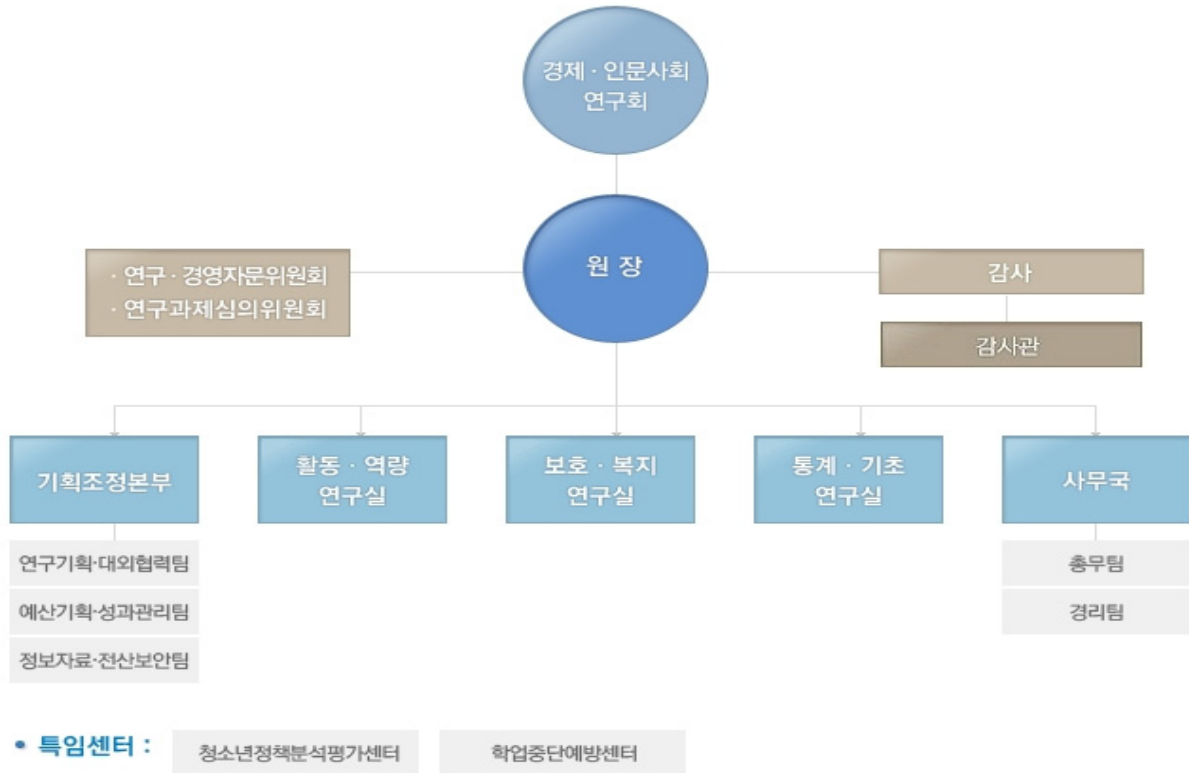 경제 · 인문사회
연구회
원 장
· 연구 · 경영자문위원회
· 연구과제심의위원회
감사
감사관
기획조정본부
활동 · 역량
연구실
보호 · 복지
연구실
통계 · 기초
연구실
사무국
연구기획·대외협력팀
예산기획·성과관리팀
정보자료·전산보안팀
총무팀
경리팀
• 특임센터 :
청소년정책분석평가센터
학업중단예방센터